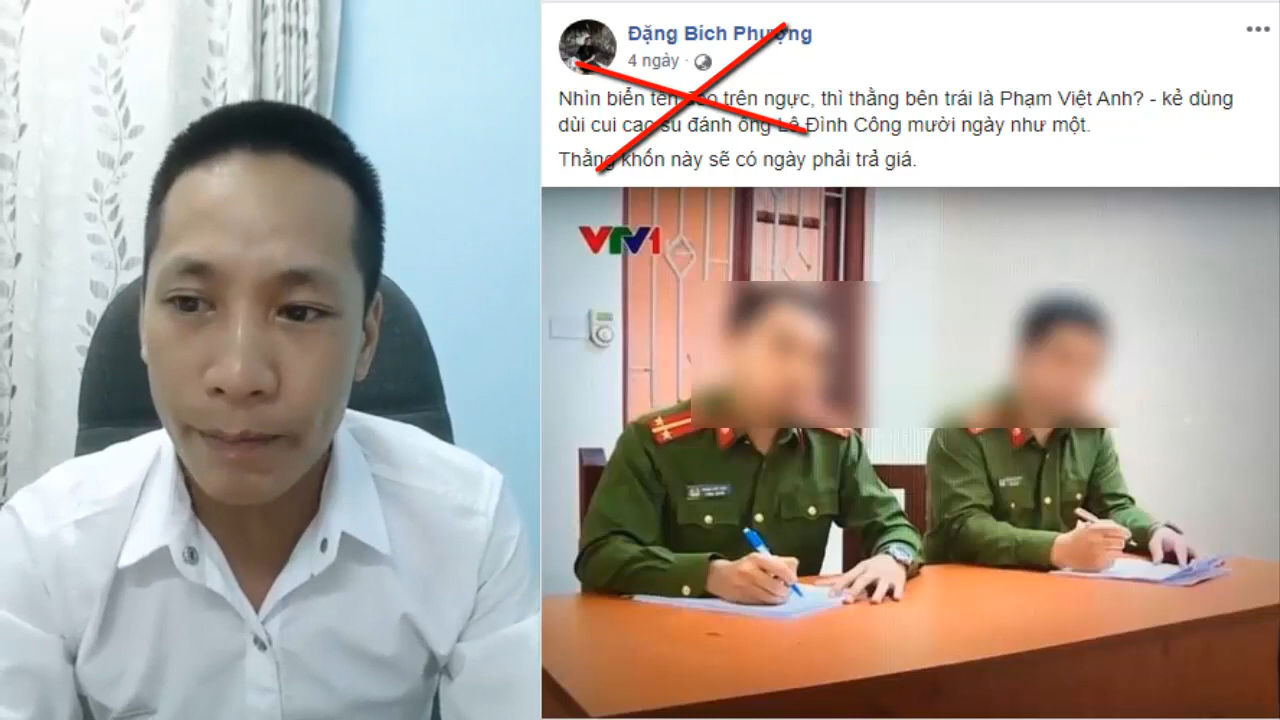 Đặng Bích Phượng
4 ngày ·
Nhìn biển tên đeo trên ngực, thì thằng bên trái là Phạm Việt Anh? - kẻ dùng
dùi cui cao su đánh ông Lê Đình Công mười ngày như một.
Thằng khốn này sẽ có ngày phải trả giá.
VTV1